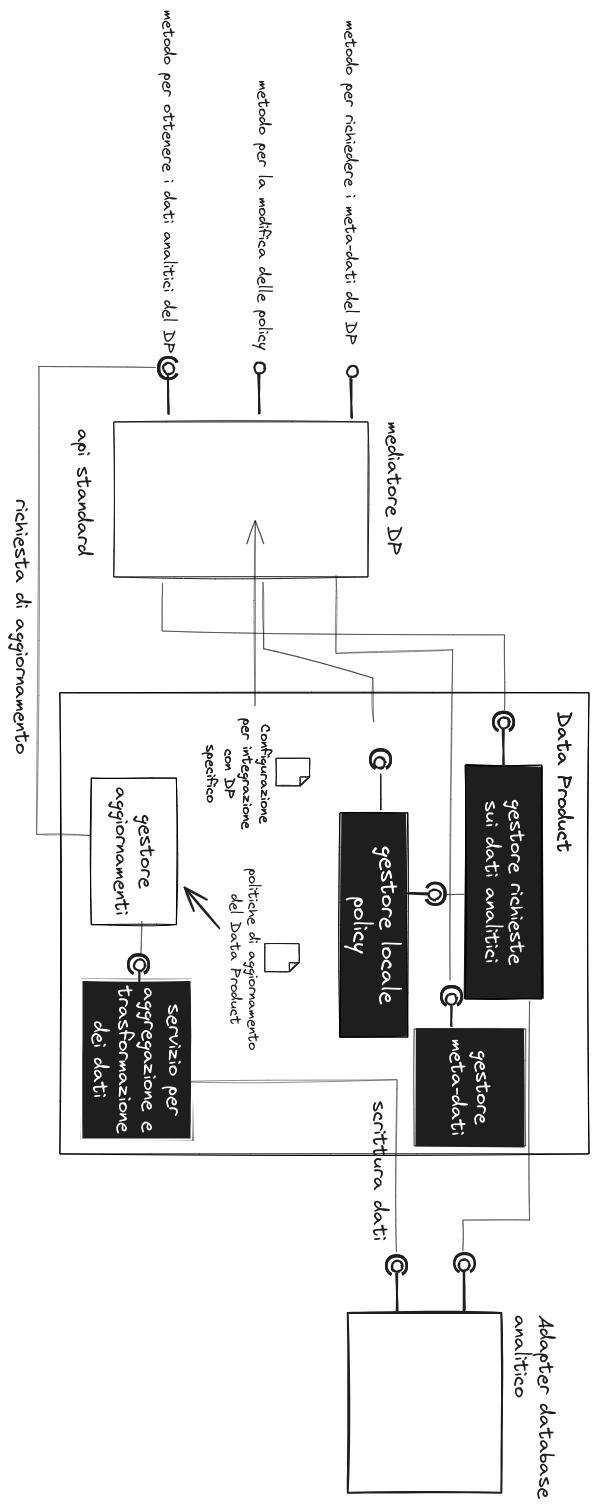 metodo per richiedere i meta-dati del DP
metodo per la modifica delle policy
metodo per ottenere i dati analitici del DP
mediatore DP
api standard
richiesta di aggiornamento
Data Product
gestore richieste
sui dati analitici
gestore locale
policy
gestore
meta-dati
Configurazione
per integrazione
con DP
specifico
politiche di aggiornamento
del Data Product
gestore
aggiornamenti
servizio per
aggregazione e
trasformazione
dei dati
scrittura dati
Adapter database
analitico